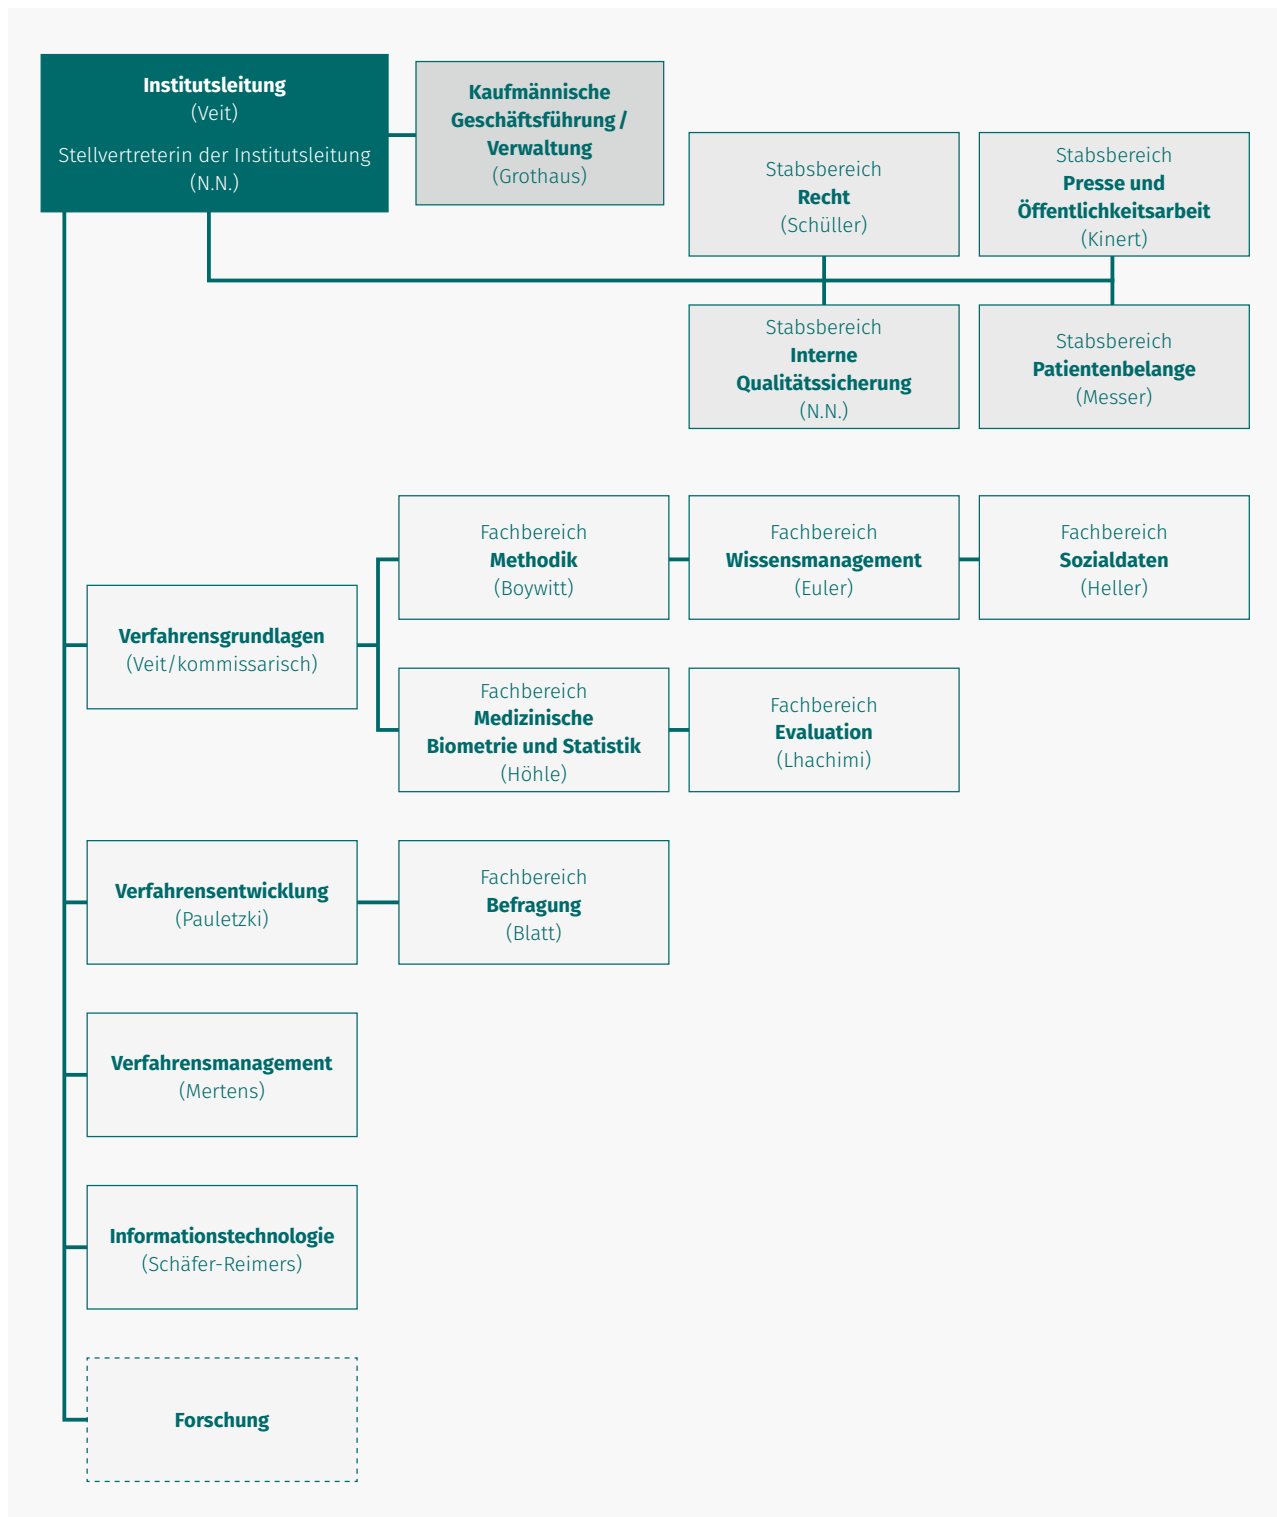 Institutsleitung
(Veit)
Stellvertreterin der Institutsleitung
(N.N.)
Kaufmännische
Geschäftsführung /
Verwaltung
(Grothaus)
Stabsbereich
Recht
(Schüller)
Stabsbereich
Presse und
Öffentlichkeitsarbeit
(Kinert)
Stabsbereich
Interne
Qualitätssicherung
(N.N.)
Stabsbereich
Patientenbelange
(Messer)
Verfahrensgrundlagen
(Veit/kommissarisch)
Fachbereich
Methodik
(Boywitt)
Fachbereich
Wissensmanagement
(Euler)
Fachbereich
Sozialdaten
(Heller)
Fachbereich
Medizinische
Biometrie und Statistik
(Höhle)
Fachbereich
Evaluation
(Lhachimi)
Verfahrensentwicklung
(Pauletzki)
Fachbereich
Befragung
(Blatt)
Verfahrensmanagement
(Mertens)
Informationstechnologie
(Schäfer-Reimers)
Forschung